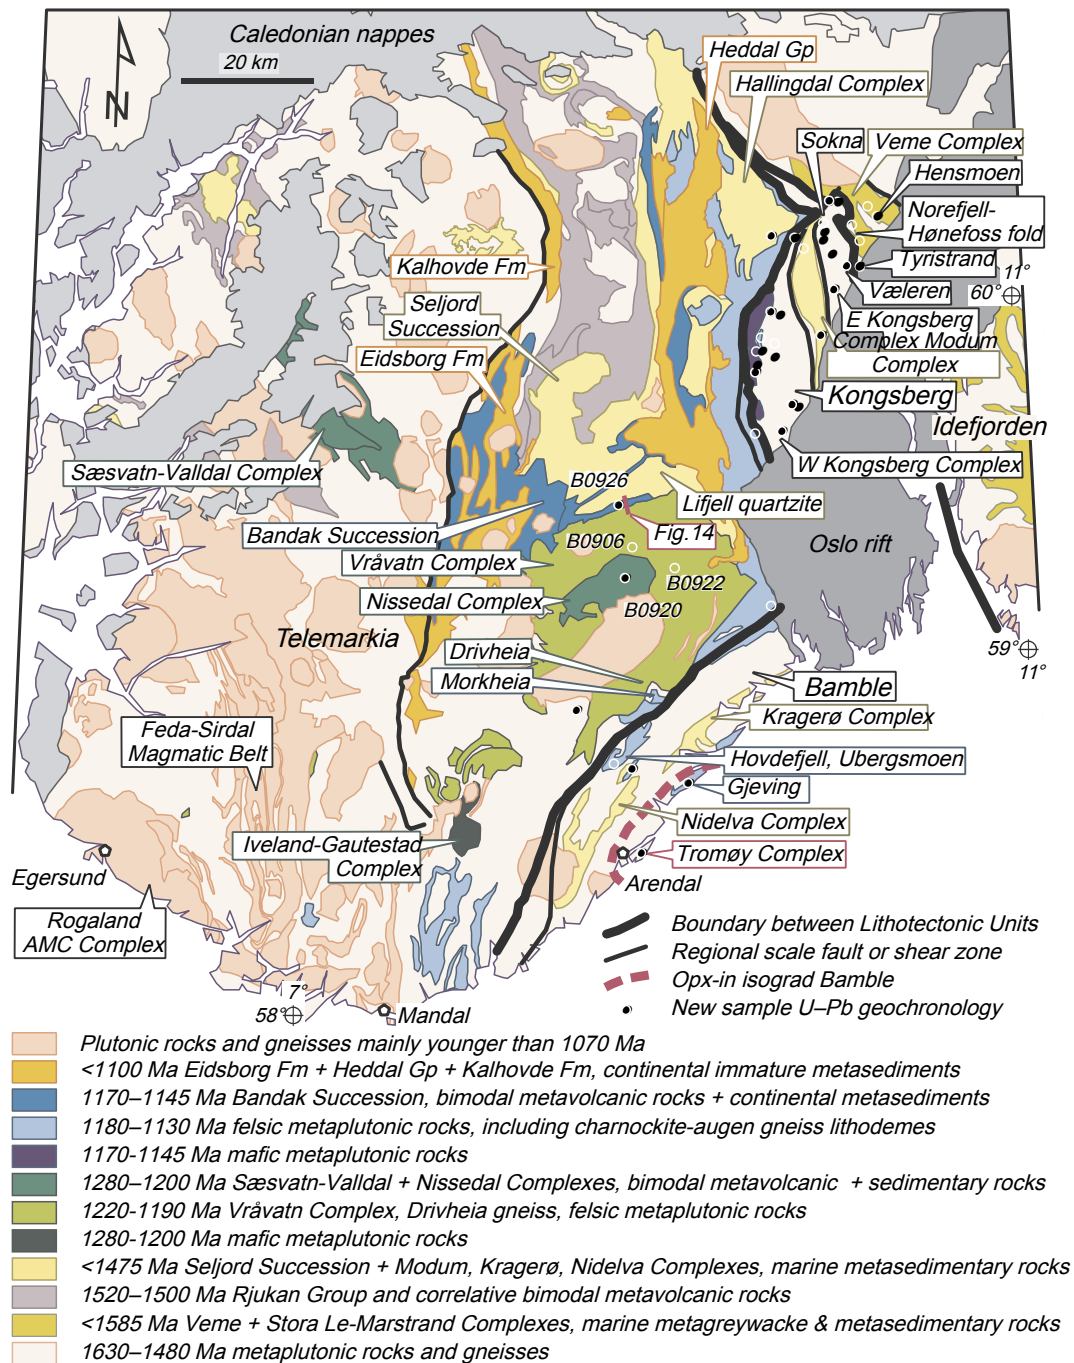 Caledonian nappes
20 km
N
Heddal Gp
Hallingdal Complex
Sokna
Veme Complex
Hensmoen
Norefjell-
Hønefoss fold
Tyristrand
11°
60°
Væleren
E Kongsberg
Complex
Modum
Complex
Kongsberg
Idefjorden
W Kongsberg Complex
Kalhovde Fm
Seljord
Succession
Eidsborg Fm
Sæsvatn-Valldal Complex
B0926
Lifjell quartzite
Bandak Succession
Fig.14
Oslo rift
B0906
Vråvatn Complex
B0922
Nissedal Complex
B0920
Telemarkia
Drivheia
Morkheia
59°
11°
Bamble
Kragerø Complex
Feda-Sirdal
Magmatic Belt
Hovdefjell, Ubergsmoen
Gjeving
Nidelva Complex
Iveland-Gautestad
Complex
Tromøy Complex
Egersund
Arendal
Rogaland
AMC Complex
7°
58°
Mandal
Boundary between Lithotectonic Units
Regional scale fault or shear zone
Opx-in isograd Bamble
New sample U–Pb geochronology
Plutonic rocks and gneisses mainly younger than 1070 Ma
<1100 Ma Eidsborg Fm + Heddal Gp + Kalhovde Fm, continental immature metasediments
1170–1145 Ma Bandak Succession, bimodal metavolcanic rocks + continental metasediments
1180–1130 Ma felsic metaplutonic rocks, including charnockite-augen gneiss lithodemes
1170-1145 Ma mafic metaplutonic rocks
1280–1200 Ma Sæsvatn-Valldal + Nissedal Complexes, bimodal metavolcanic + sedimentary rocks
1220-1190 Ma Vråvatn Complex, Drivheia gneiss, felsic metaplutonic rocks
1280-1200 Ma mafic metaplutonic rocks
<1475 Ma Seljord Succession + Modum, Kragerø, Nidelva Complexes, marine metasedimentary rocks
1520–1500 Ma Rjukan Group and correlative bimodal metavolcanic rocks
<1585 Ma Veme + Stora Le-Marstrand Complexes, marine metagreywacke & metasedimentary rocks
1630–1480 Ma metaplutonic rocks and gneisses